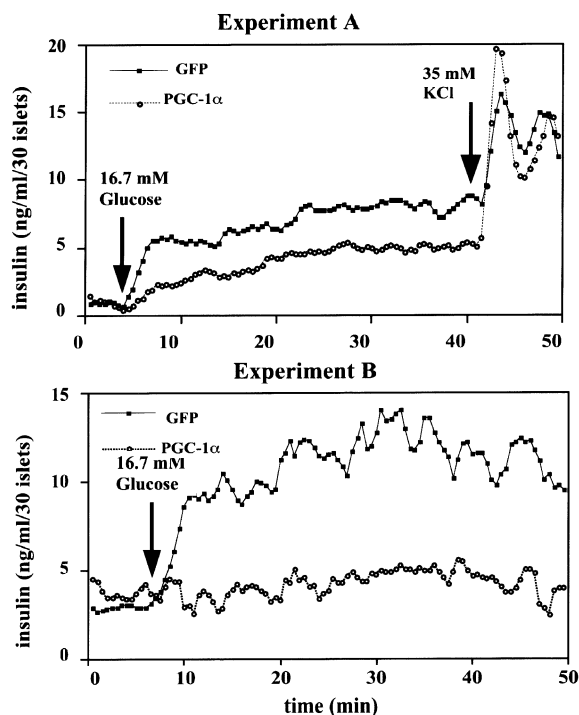 Experiment A
20
15
10
5
0
insulin (ng/ml/30 islets)
GFP
PGC-1α
16.7 mM
Glucose
35 mM
KCl
0 10 20 30 40 50
Experiment B
15
10
5
0
insulin (ng/ml/30 islets)
GFP
PGC-1α
16.7 mM
Glucose
0 10 20 30 40 50
time (min)